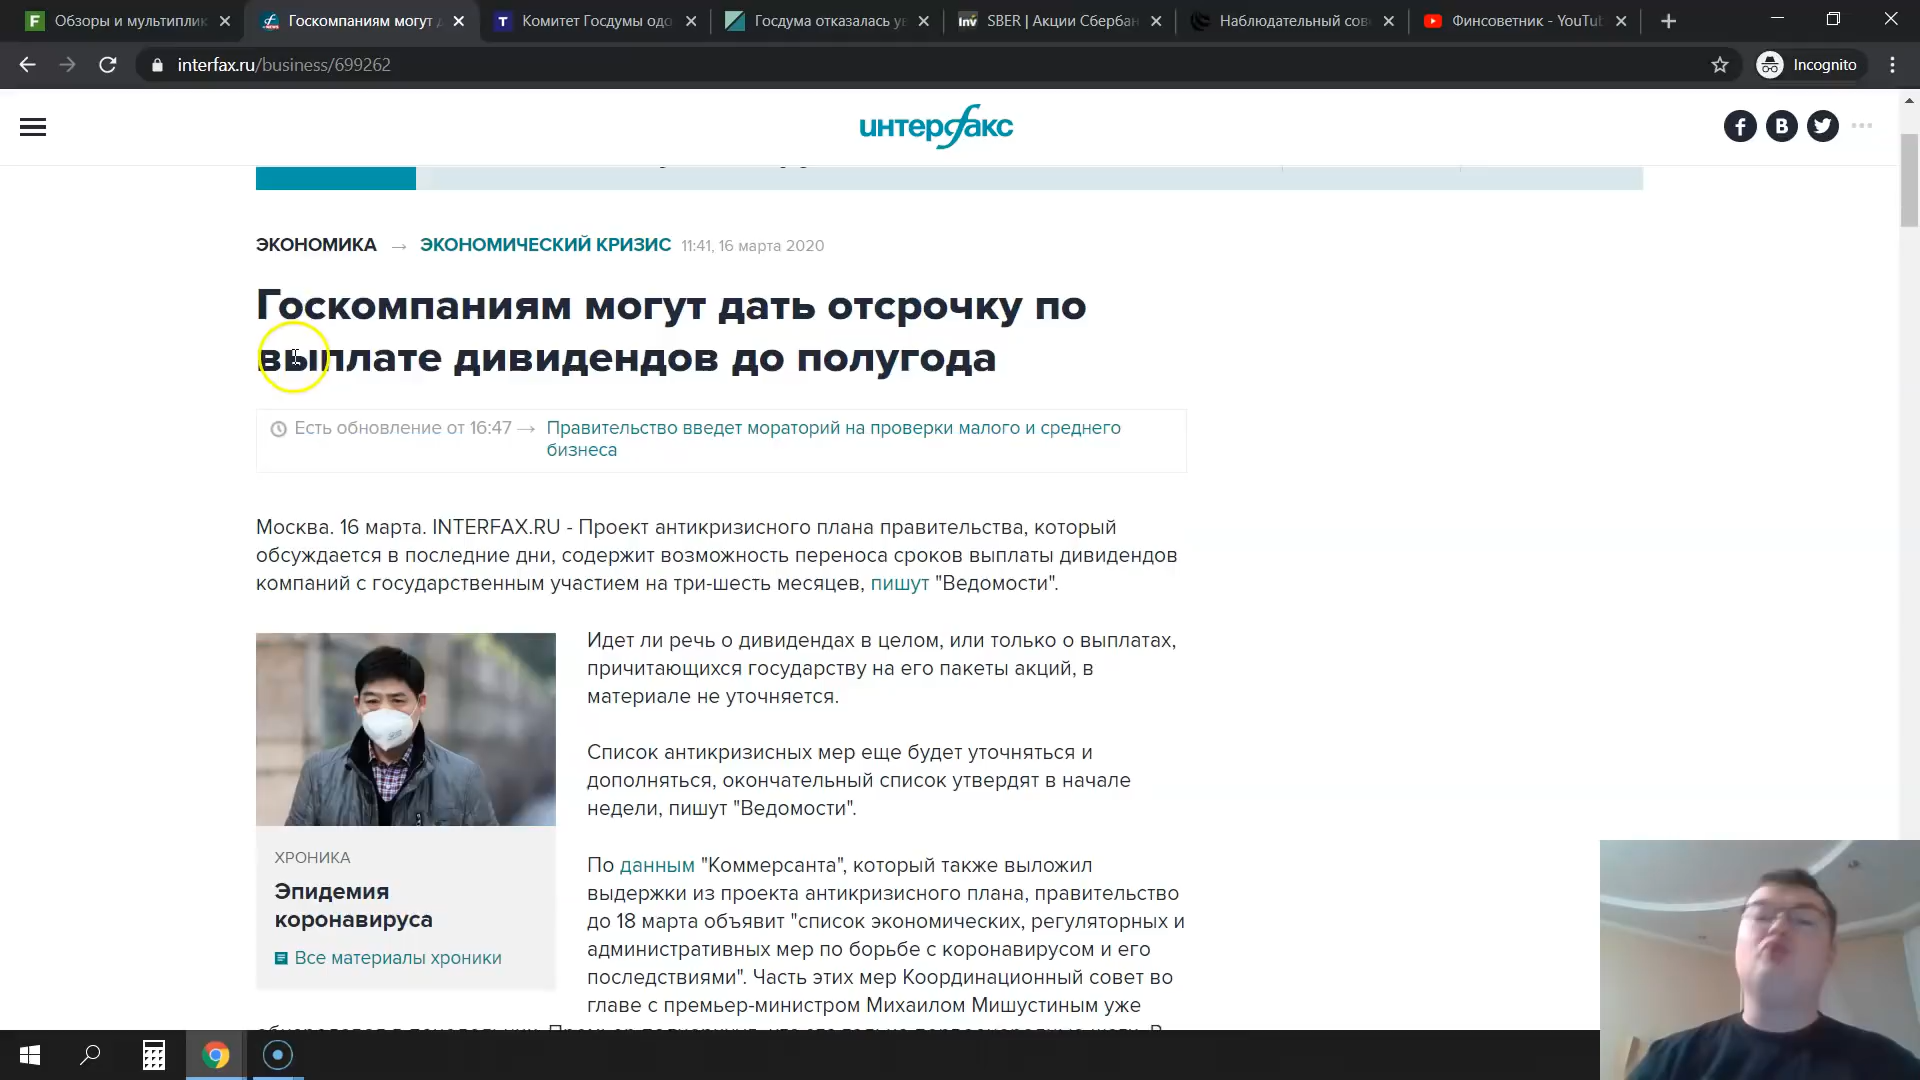 Обзоры и мультиплик
Госкомпаниям могут д
Комитет Госдумы одо
Госдума отказалась ув
SBER | Акции Сбербан
Наблюдательный сов
Финсоветник - YouTu
interfax.ru/business/699262
Incognito
интерфакс
ЭКОНОМИКА → ЭКОНОМИЧЕСКИЙ КРИЗИС 11:41, 16 марта 2020
Госкомпаниям могут дать отсрочку по
выплате дивидендов до полугода
Есть обновление от 16:47 → Правительство введет мораторий на проверки малого и среднего
бизнеса
Москва. 16 марта. INTERFAX.RU - Проект антикризисного плана правительства, который
обсуждается в последние дни, содержит возможность переноса сроков выплаты дивидендов
компаний с государственным участием на три-шесть месяцев, пишут "Ведомости".
Идет ли речь о дивидендах в целом, или только о выплатах,
причитающихся государству на его пакеты акций, в
материале не уточняется.
Список антикризисных мер еще будет уточняться и
дополняться, окончательный список утвердят в начале
недели, пишут "Ведомости".
ХРОНИКА
Эпидемия
коронавируса
Все материалы хроники
По данным "Коммерсанта", который также выложил
выдержки из проекта антикризисного плана, правительство
до 18 марта объявит "список экономических, регуляторных и
административных мер по борьбе с коронавирусом и его
последствиями". Часть этих мер Координационный совет во
главе с премьер-министром Михаилом Мишустиным уже